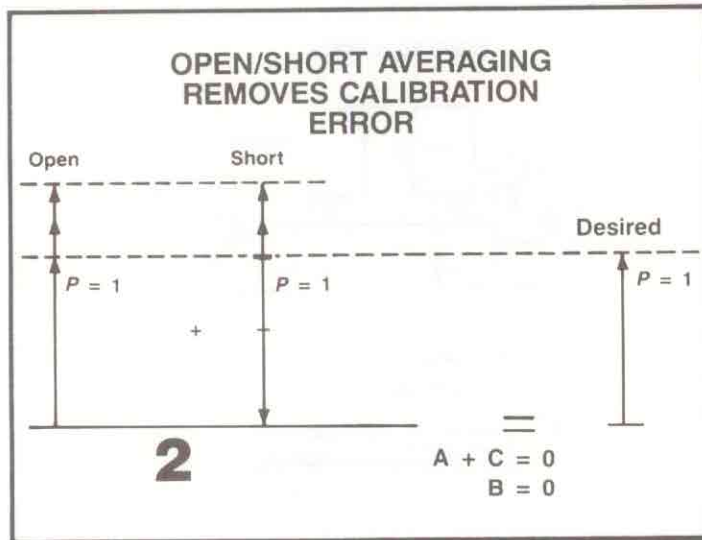 OPEN/SHORT AVERAGING
REMOVES CALIBRATION
ERROR
Open
Short
Desired
P = 1
P = 1
P = 1
+
−
2
=
A + C = 0
B = 0